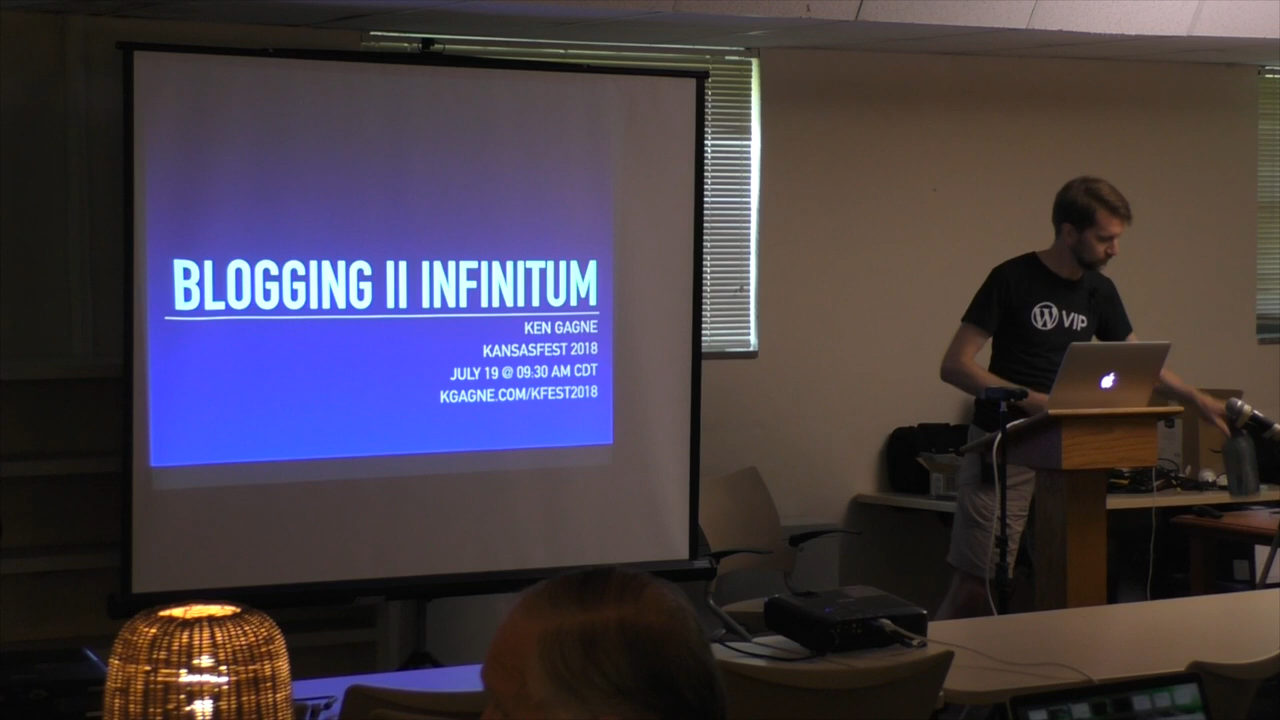 BLOGGING II INFINITUM
KEN GAGNE
KANSASFEST 2018
JULY 19 @ 09:30 AM CDT
KGAGNE.COM/KFEST2018
W VIP